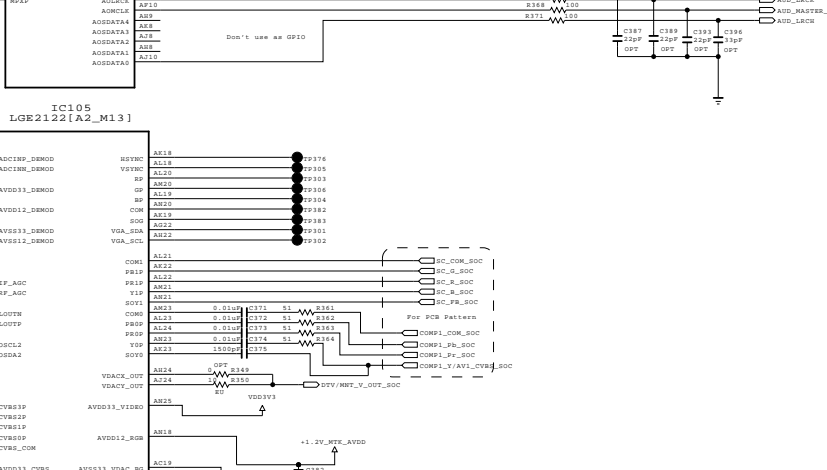 MPXP
AOLRCK
AF10
AOMCLK
AH9
AOSDATA4
AK8
AOSDATA3
AJ8
AOSDATA2
AH8
AOSDATA1
AJ10
AOSDATA0
Don't use as GPIO
R368 100
AUD_LRCK
AUD_MASTER_
R371 100
AUD_LRCH
C387 22pF OPT
C389 22pF OPT
C393 22pF OPT
C396 33pF OPT
IC105
LGE2122[A2_M13]
ADCINP_DEMOD
ADCINN_DEMOD
AVDD33_DEMOD
AVDD12_DEMOD
AVSS33_DEMOD
AVSS12_DEMOD
IF_AGC
RF_AGC
LOUTN
LOUTP
OSCL2
OSDA2
CVBS3P
CVBS2P
CVBS1P
CVBS0P
CVBS_COM
AVDD33_CVBS
HSYNC AK18 TP376
VSYNC AL18 TP305
RP AL20 TP303
GP AM20 TP306
BP AL19 TP304
COM AN20 TP382
SOG AK19 TP383
VGA_SDA AG22 TP301
VGA_SCL AH22 TP302
COM1 AL21 SC_COM_SOC
PB1P AK22 SC_G_SOC
PR1P AL22 SC_R_SOC
Y1P AM21 SC_B_SOC
SOY1 AN21 SC_FB_SOC
For PCB Pattern
COM0 AM23 0.01uF C371 51 R361
PB0P AL23 0.01uF C372 51 R362
PR0P AL24 0.01uF C373 51 R363
Y0P AN23 0.01uF C374 51 R364
SOY0 AK23 1500pF C375
COMP1_COM_SOC
COMP1_Pb_SOC
COMP1_Pr_SOC
COMP1_Y/AV1_CVBS_SOC
OPT
VDACX_OUT AH24 0 R349
VDACY_OUT AJ24 R350
EU
DTV/MNT_V_OUT_SOC
VDD3V3
AVDD33_VIDEO AN25
AVDD12_RGB AN18
+1.2V_MTK_AVDD
AVSS33_VDAC_BG AC19